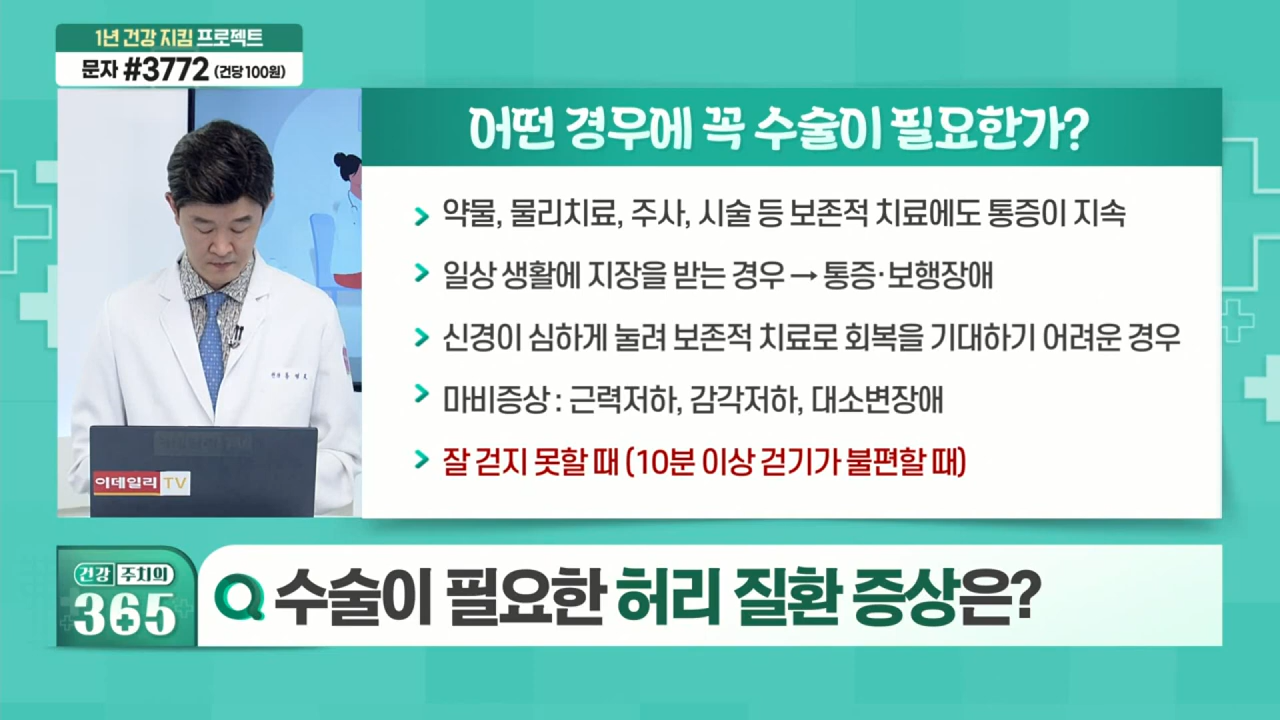 1년 건강 지킴 프로젝트
문자 #3772 (건당 100원)
어떤 경우에 꼭 수술이 필요한가?
약물, 물리치료, 주사, 시술 등 보존적 치료에도 통증이 지속
일상 생활에 지장을 받는 경우 → 통증·보행장애
신경이 심하게 눌려 보존적 치료로 회복을 기대하기 어려운 경우
마비증상 : 근력저하, 감각저하, 대소변장애
잘 걷지 못할 때 (10분 이상 걷기가 불편할 때)
이데일리 TV
건강 주치의
365
Q 수술이 필요한 허리 질환 증상은?